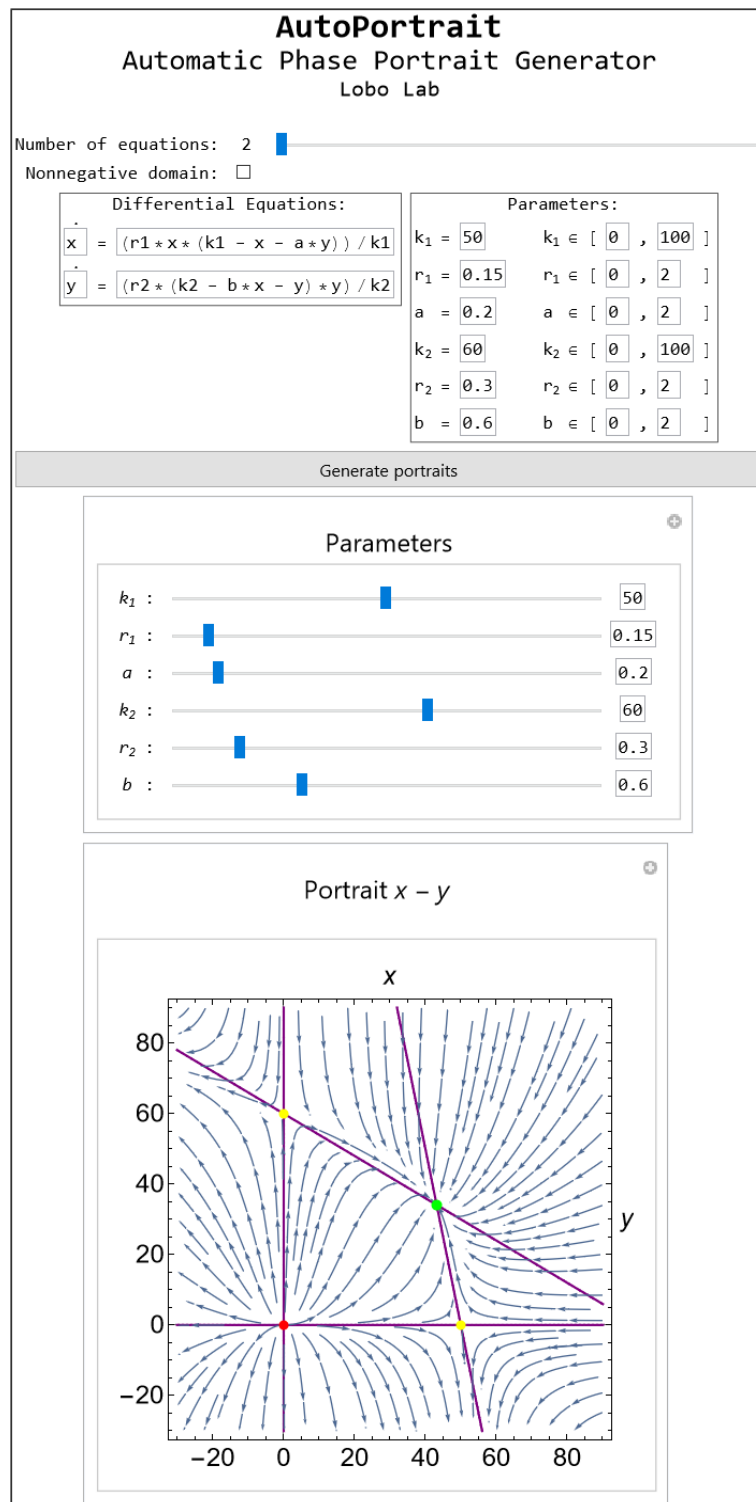 AutoPortrait
Automatic Phase Portrait Generator
Lobo Lab
Number of equations: 2
Nonnegative domain:
Differential Equations:
ẋ = (r1*x*(k1 - x - a*y))/k1
ẏ = (r2*(k2 - b*x - y)*y)/k2
Parameters:
k₁ = 50 k₁ ∈ [ 0 , 100 ]
r₁ = 0.15 r₁ ∈ [ 0 , 2 ]
a = 0.2 a ∈ [ 0 , 2 ]
k₂ = 60 k₂ ∈ [ 0 , 100 ]
r₂ = 0.3 r₂ ∈ [ 0 , 2 ]
b = 0.6 b ∈ [ 0 , 2 ]
Generate portraits
Parameters
k₁ : 50
r₁ : 0.15
a : 0.2
k₂ : 60
r₂ : 0.3
b : 0.6
Portrait x – y
x
80
60
40
20
0
−20
y
−20 0 20 40 60 80